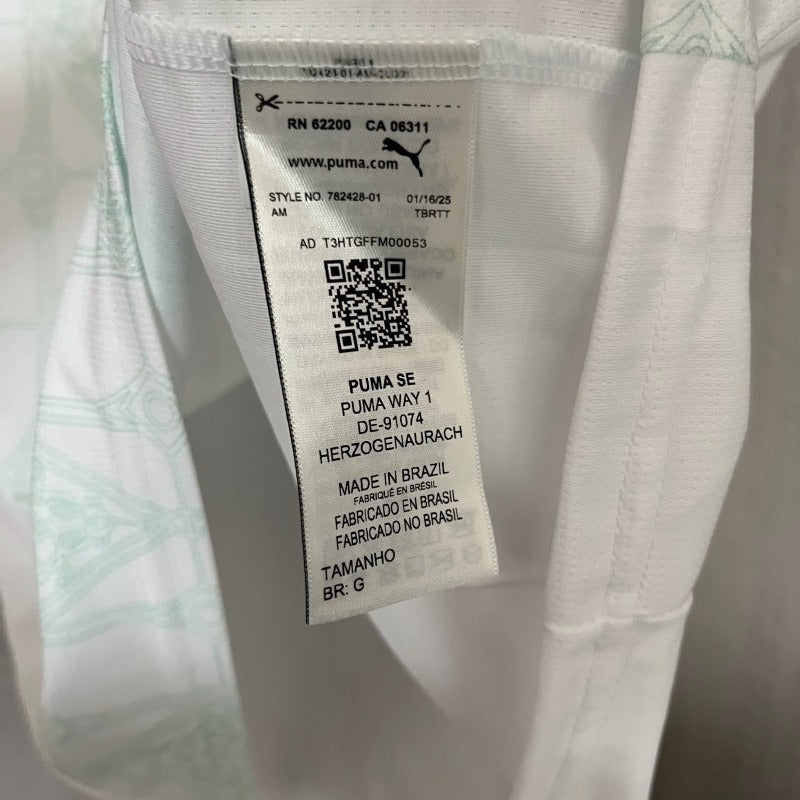 RN 62200 CA 06311
www.puma.com
STYLE NO. 782428-01 01/16/25
AM TBRTT
AD T3HTGFFM00053
PUMA SE
PUMA WAY 1
DE-91074
HERZOGENAURACH
MADE IN BRAZIL
FABRIQUÉ EN BRÉSIL
FABRICADO EN BRASIL
FABRICADO NO BRASIL
TAMANHO
BR: G